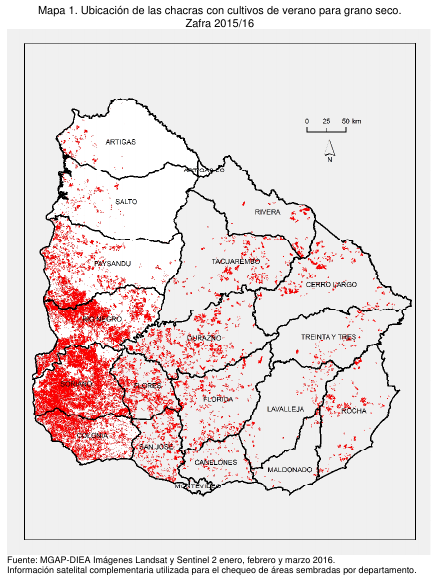 Mapa 1. Ubicación de las chacras con cultivos de verano para grano seco.
Zafra 2015/16
0 25 50 km
N
ARTIGAS
SALTO
RIVERA
PAYSANDU
TACUAREMBO
CERRO LARGO
RIO NEGRO
DURAZNO
TREINTA Y TRES
SORIANO
FLORES
FLORIDA
LAVALLEJA
ROCHA
COLONIA
SAN JOSE
CANELONES
MALDONADO
MONTEVIDEO
Fuente: MGAP-DIEA Imágenes Landsat y Sentinel 2 enero, febrero y marzo 2016.
Información satelital complementaria utilizada para el chequeo de áreas sembradas por departamento.